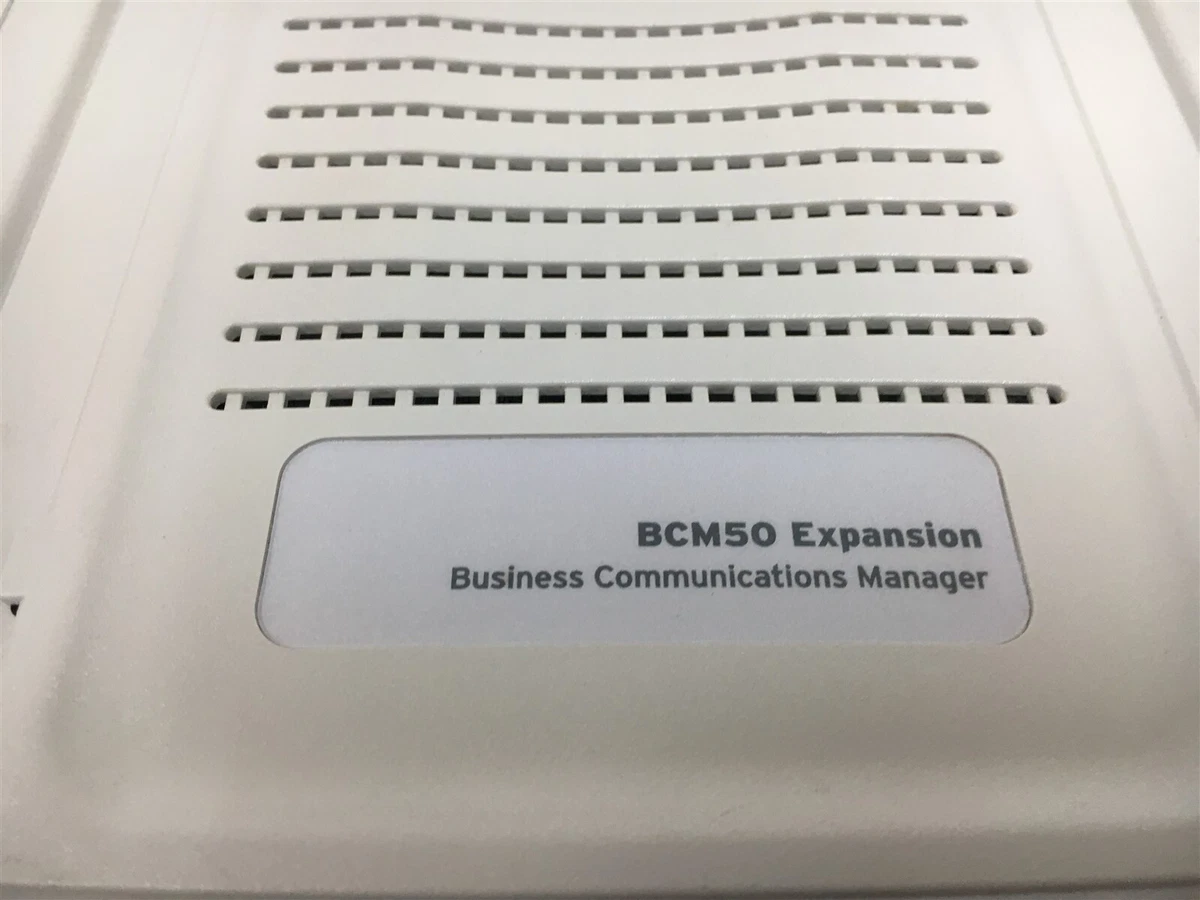 BCM50 Expansion
Business Communications Manager